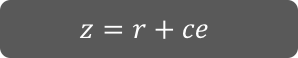 z = r + ce